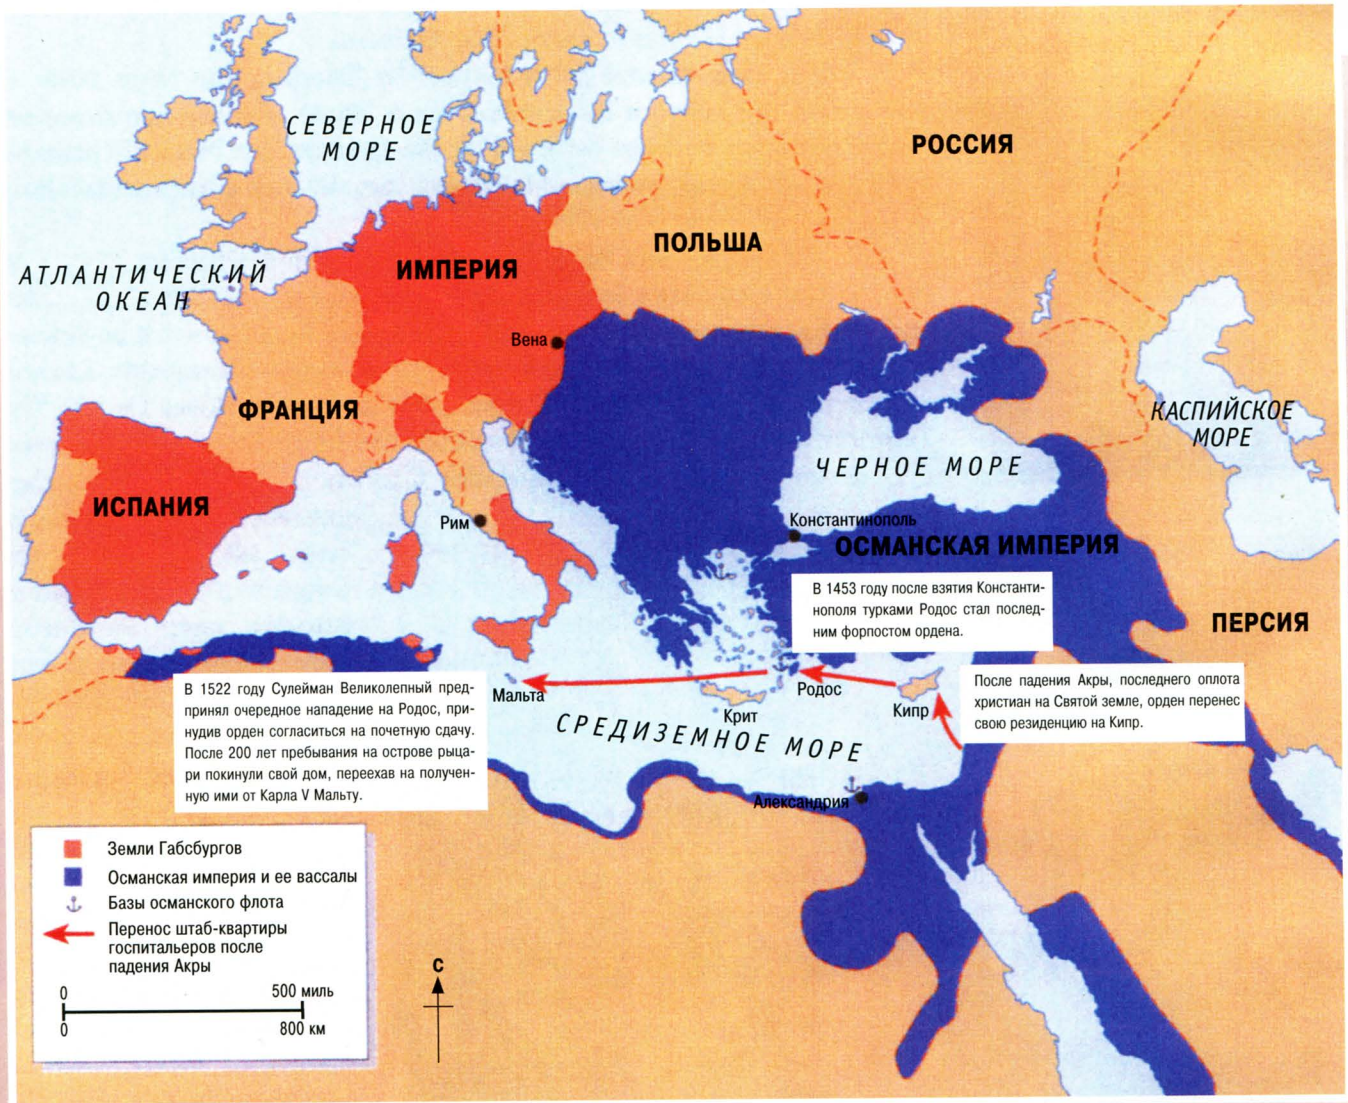 СЕВЕРНОЕ
МОРЕ
РОССИЯ
ПОЛЬША
АТЛАНТИЧЕСКИЙ
ОКЕАН
ИМПЕРИЯ
Вена
ФРАНЦИЯ
КАСПИЙСКОЕ
МОРЕ
ЧЕРНОЕ МОРЕ
ИСПАНИЯ
Рим
Константинополь
ОСМАНСКАЯ ИМПЕРИЯ
В 1453 году после взятия Константи-
нополя турками Родос стал послед-
ним форпостом ордена.
ПЕРСИЯ
В 1522 году Сулейман Великолепный пред-
принял очередное нападение на Родос, при-
нудив орден согласиться на почетную сдачу.
После 200 лет пребывания на острове рыца-
ри покинули свой дом, переехав на получен-
ную ими от Карла V Мальту.
Мальта
Крит
Родос
Кипр
После падения Акры, последнего оплота
христиан на Святой земле, орден перенес
свою резиденцию на Кипр.
СРЕДИЗЕМНОЕ МОРЕ
Александрия
Земли Габсбургов
Османская империя и ее вассалы
Базы османского флота
Перенос штаб-квартиры
госпитальеров после
падения Акры
0 500 миль
0 800 км
С